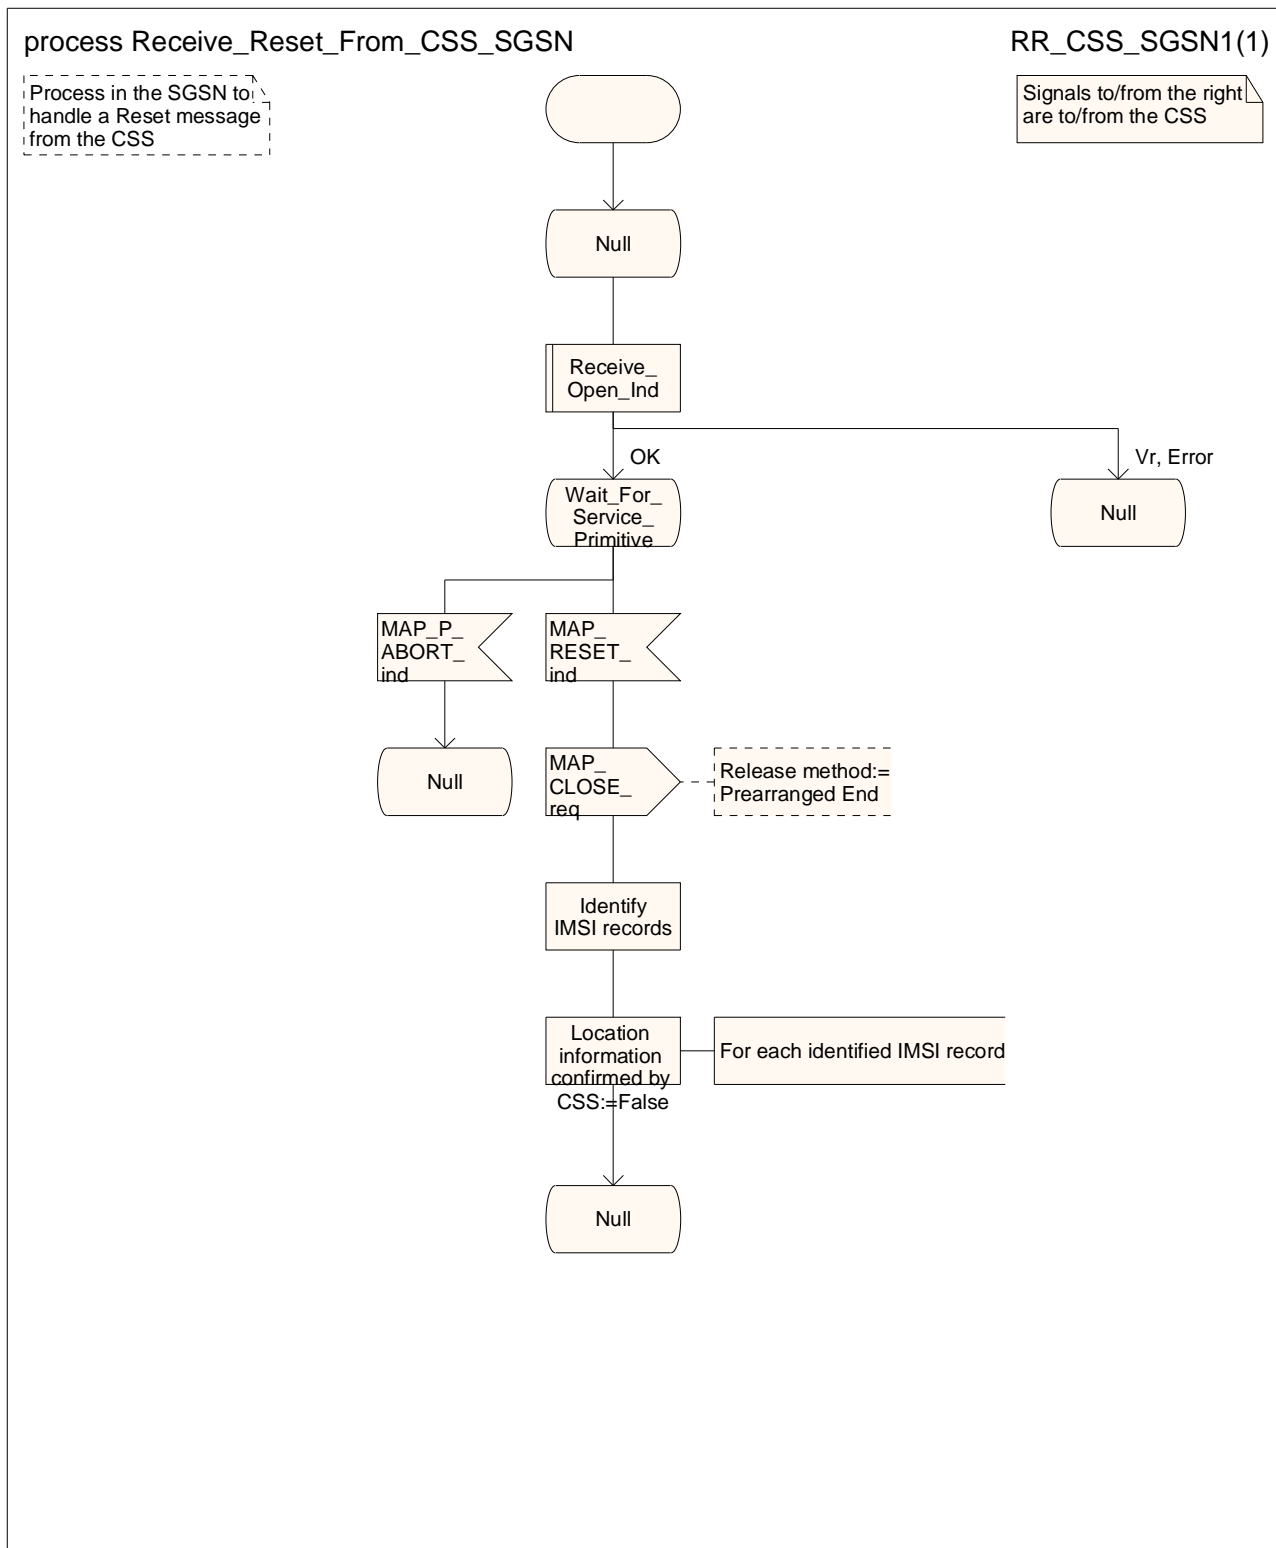 process Receive_Reset_From_CSS_SGSN
RR_CSS_SGSN1(1)
Process in the SGSN to
handle a Reset message
from the CSS
Signals to/from the right
are to/from the CSS
Null
Receive_
Open_Ind
OK
Vr, Error
Wait_For_
Service_
Primitive
Null
MAP_P_
ABORT_
ind
MAP_
RESET_
ind
Null
MAP_
CLOSE_
req
Release method:=
Prearranged End
Identify
IMSI records
Location
information
confirmed by
CSS:=False
For each identified IMSI record
Null